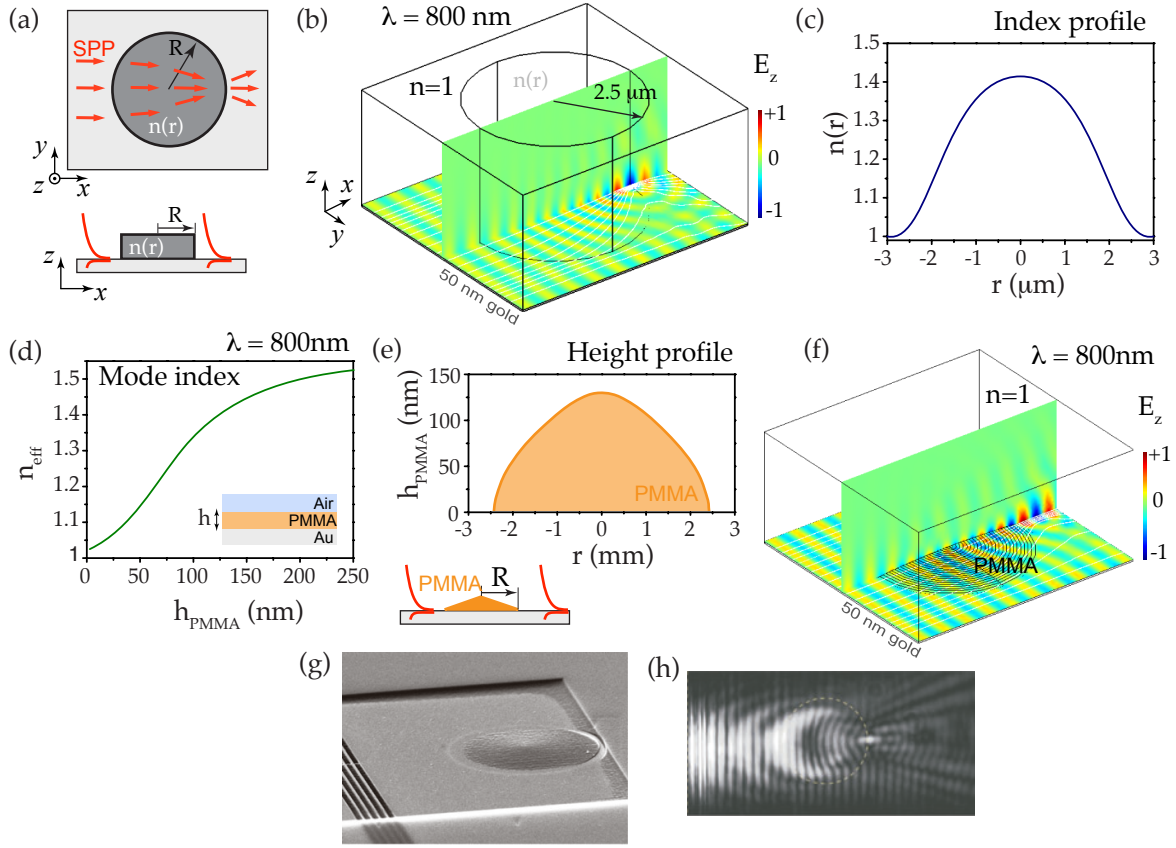 (a)
R
SPP
n(r)
y
z
x
R
n(r)
z
x
(b)
λ = 800 nm
n=1
n(r)
2.5 μm
E_z
+1
0
-1
z
x
y
50 nm gold
(c)
Index profile
1.5
1.4
1.3
1.2
1.1
1
n(r)
-3 -2 -1 0 1 2 3
r (μm)
(d)
λ = 800nm
Mode index
1.5
1.4
1.3
1.2
1.1
1
n_eff
h
Air
PMMA
Au
0 50 100 150 200 250
h_PMMA (nm)
(e)
Height profile
150
100
50
0
h_PMMA (nm)
PMMA
-3 -2 -1 0 1 2 3
r (mm)
PMMA
R
(f)
λ = 800nm
n=1
E_z
+1
0
-1
PMMA
50 nm gold
(g)
(h)